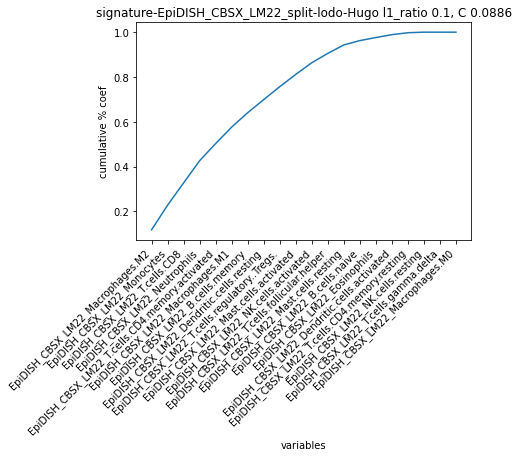 signature-EpiDISH_CBSX_LM22_split-lodo-Hugo l1_ratio 0.1, C 0.0886
1.0
0.8
0.6
0.4
0.2
cumulative % coef
EpiDISH_CBSX_LM22_Macrophages.M2
EpiDISH_CBSX_LM22_Monocytes
EpiDISH_CBSX_LM22_T.cells.CD8
EpiDISH_CBSX_LM22_Neutrophils
EpiDISH_CBSX_LM22_T.cells.CD4.memory.activated
EpiDISH_CBSX_LM22_Macrophages.M1
EpiDISH_CBSX_LM22_B.cells.memory
EpiDISH_CBSX_LM22_Dendritic.cells.resting
EpiDISH_CBSX_LM22_T.cells.regulatory..Tregs.
EpiDISH_CBSX_LM22_Mast.cells.activated
EpiDISH_CBSX_LM22_NK.cells.activated
EpiDISH_CBSX_LM22_T.cells.follicular.helper
EpiDISH_CBSX_LM22_Mast.cells.resting
EpiDISH_CBSX_LM22_B.cells.naive
EpiDISH_CBSX_LM22_Eosinophils
EpiDISH_CBSX_LM22_Dendritic.cells.activated
EpiDISH_CBSX_LM22_T.cells.CD4.memory.resting
EpiDISH_CBSX_LM22_NK.cells.resting
EpiDISH_CBSX_LM22_T.cells.gamma.delta
EpiDISH_CBSX_LM22_Macrophages.M0
variables